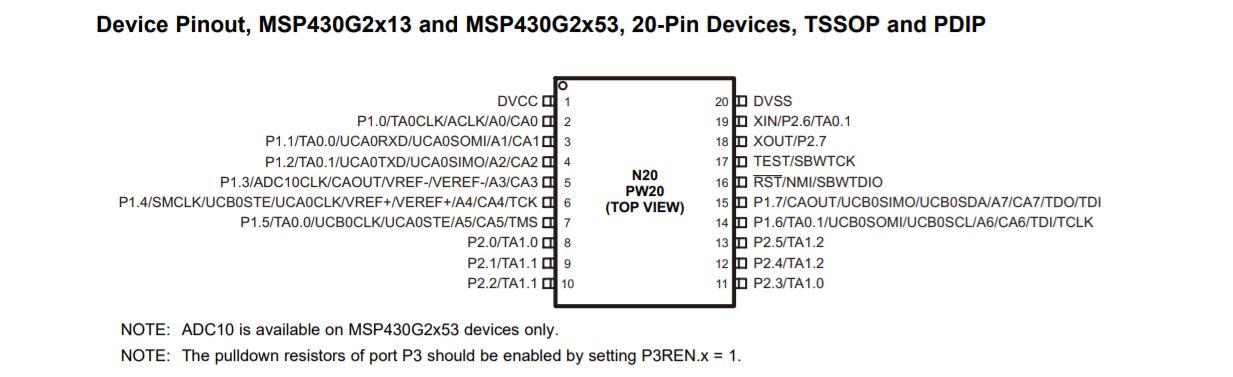 Device Pinout, MSP430G2x13 and MSP430G2x53, 20-Pin Devices, TSSOP and PDIP
DVCC 1 20 DVSS
P1.0/TA0CLK/ACLK/A0/CA0 2 19 XIN/P2.6/TA0.1
P1.1/TA0.0/UCA0RXD/UCA0SOMI/A1/CA1 3 18 XOUT/P2.7
P1.2/TA0.1/UCA0TXD/UCA0SIMO/A2/CA2 4 17 TEST/SBWTCK
P1.3/ADC10CLK/CAOUT/VREF-/VEREF-/A3/CA3 5 16 RST/NMI/SBWTDIO
P1.4/SMCLK/UCB0STE/UCA0CLK/VREF+/VEREF+/A4/CA4/TCK 6 15 P1.7/CAOUT/UCB0SIMO/UCB0SDA/A7/CA7/TDO/TDI
P1.5/TA0.0/UCB0CLK/UCA0STE/A5/CA5/TMS 7 14 P1.6/TA0.1/UCB0SOMI/UCB0SCL/A6/CA6/TDI/TCLK
P2.0/TA1.0 8 13 P2.5/TA1.2
P2.1/TA1.1 9 12 P2.4/TA1.2
P2.2/TA1.1 10 11 P2.3/TA1.0
N20
PW20
(TOP VIEW)
NOTE: ADC10 is available on MSP430G2x53 devices only.
NOTE: The pulldown resistors of port P3 should be enabled by setting P3REN.x = 1.